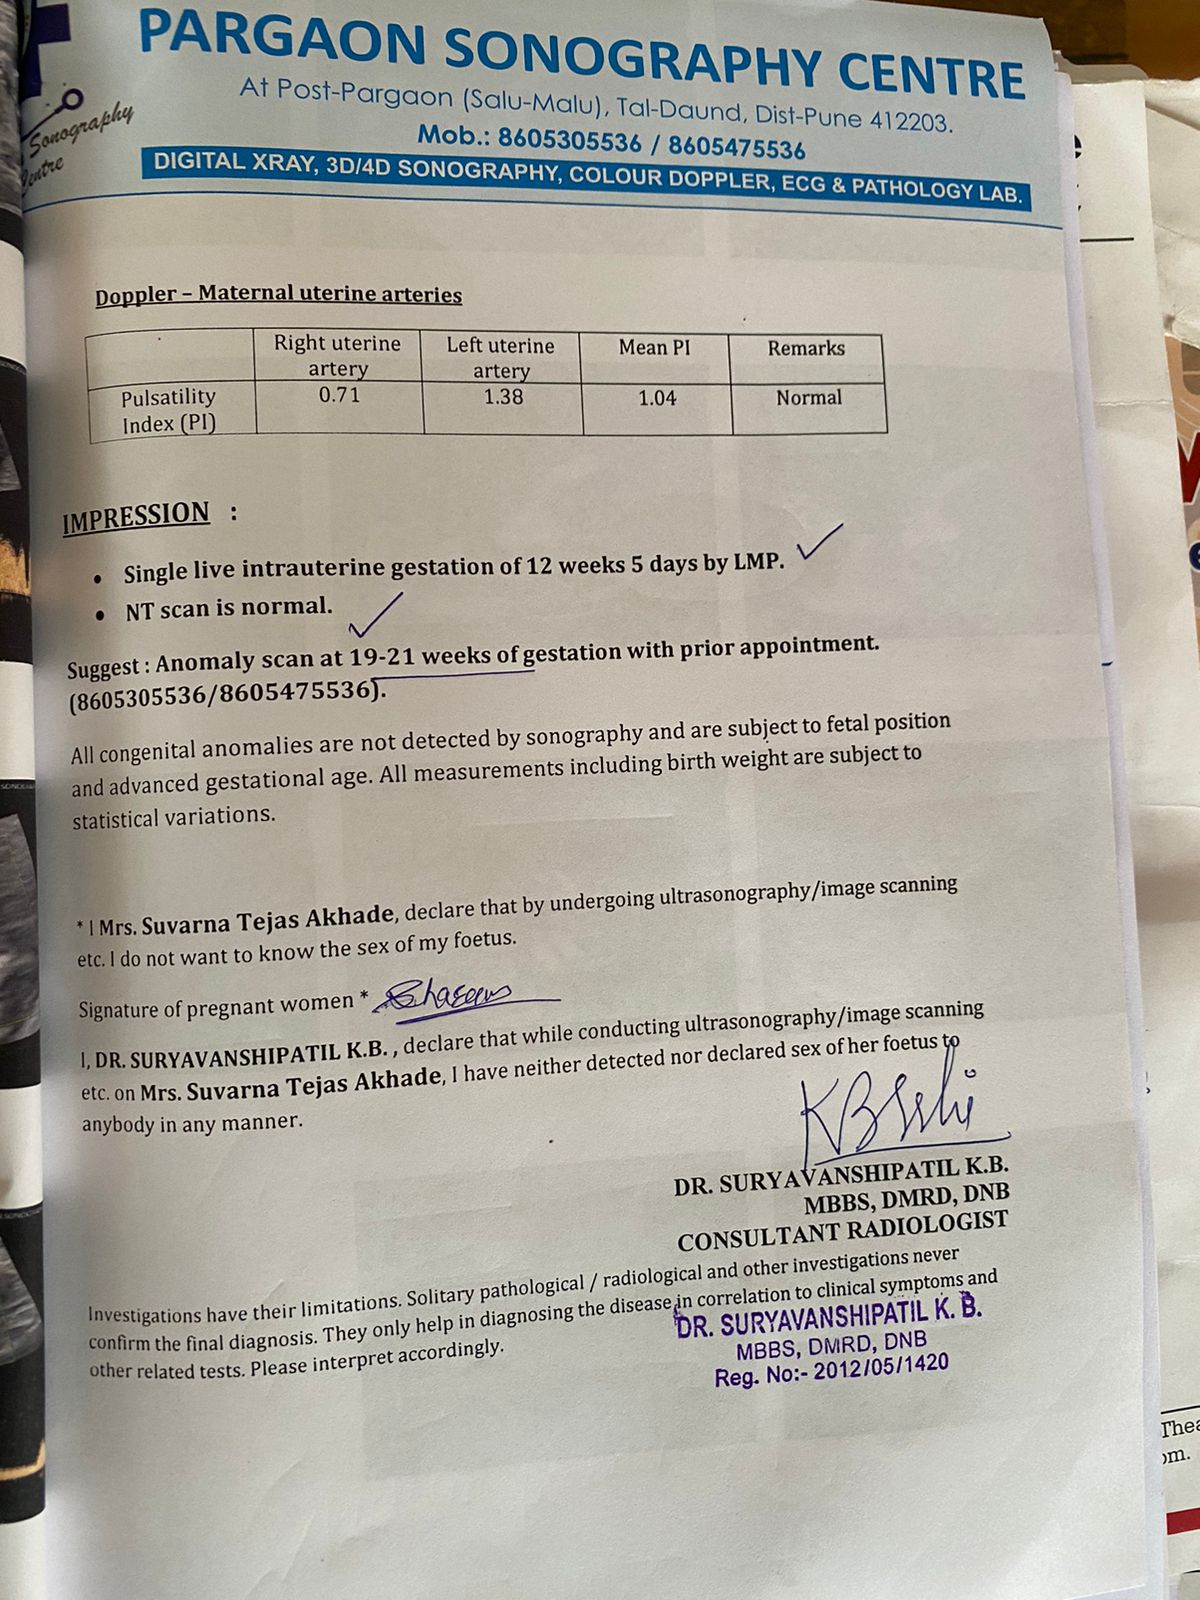 PARGAON SONOGRAPHY CENTRE
At Post-Pargaon (Salu-Malu), Tal-Daund, Dist-Pune 412203.
Mob.: 8605305536 / 8605475536
DIGITAL XRAY, 3D/4D SONOGRAPHY, COLOUR DOPPLER, ECG & PATHOLOGY LAB.
Sonography
Centre
Doppler – Maternal uterine arteries
Right uterine artery Left uterine artery Mean PI Remarks
Pulsatility Index (PI) 0.71 1.38 1.04 Normal
IMPRESSION :
• Single live intrauterine gestation of 12 weeks 5 days by LMP.
• NT scan is normal.
Suggest : Anomaly scan at 19-21 weeks of gestation with prior appointment.
(8605305536/8605475536).
All congenital anomalies are not detected by sonography and are subject to fetal position
and advanced gestational age. All measurements including birth weight are subject to
statistical variations.
* I Mrs. Suvarna Tejas Akhade, declare that by undergoing ultrasonography/image scanning
etc. I do not want to know the sex of my foetus.
Signature of pregnant women *
I, DR. SURYAVANSHIPATIL K.B. , declare that while conducting ultrasonography/image scanning
etc. on Mrs. Suvarna Tejas Akhade, I have neither detected nor declared sex of her foetus to
anybody in any manner.
DR. SURYAVANSHIPATIL K.B.
MBBS, DMRD, DNB
CONSULTANT RADIOLOGIST
Investigations have their limitations. Solitary pathological / radiological and other investigations never
confirm the final diagnosis. They only help in diagnosing the disease in correlation to clinical symptoms and
other related tests. Please interpret accordingly.
DR. SURYAVANSHIPATIL K. B.
MBBS, DMRD, DNB
Reg. No:- 2012/05/1420